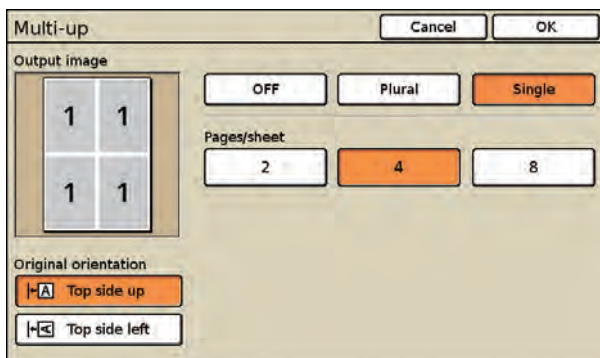 Multi-up
Cancel
OK
Output image
1 1
1 1
OFF
Plural
Single
Pages/sheet
2
4
8
Original orientation
A Top side up
A Top side left